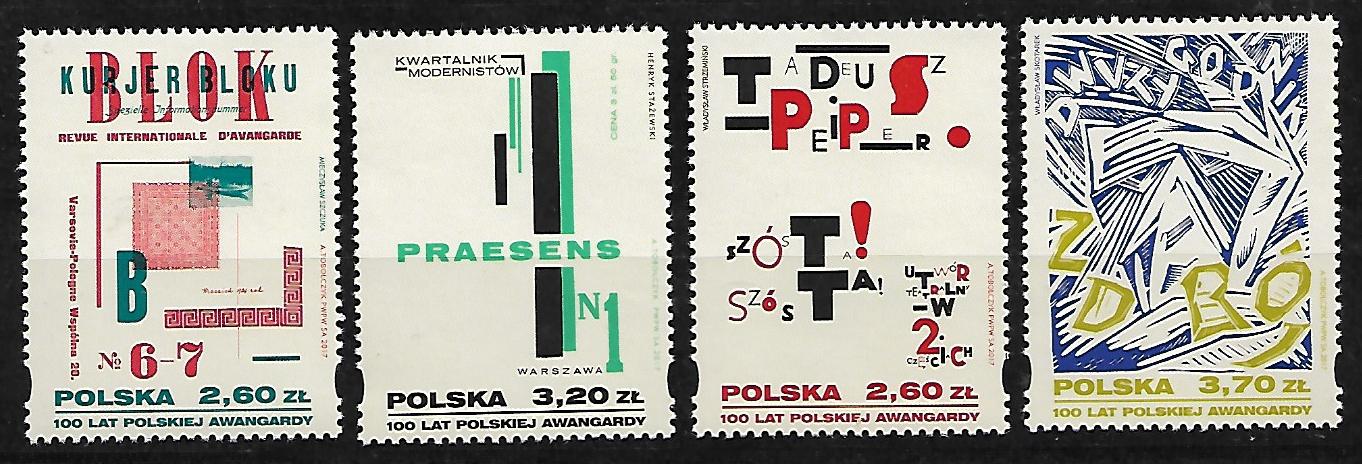 BLOK
KURJER BLOKU
Spezielle Informationsnummer
REVUE INTERNATIONALE D'AVANGARDE
MIECZYSŁAW SZCZUKA
A.TOBOLCZYK PWPW SA 2017
Varsovie-Pologne Wspólna 20.
B
№ 6-7
POLSKA 2,60 ZŁ
100 LAT POLSKIEJ AWANGARDY
KWARTALNIK
MODERNISTÓW
HENRYK STAŻEWSKI
CENA 3 zł 50 gr.
PRAESENS
A.TOBOLCZYK PWPW SA 2017
N1
WARSZAWA
POLSKA 3,20 ZŁ
100 LAT POLSKIEJ AWANGARDY
WŁADYSŁAW STRZEMIŃSKI
TADEUSZ
PEIPER.
SZÓSTA!
SZÓSTA!
UTWÓR
TEATRALNY
W
2.
CZĘŚCIACH
A.TOBOLCZYK PWPW SA 2017
POLSKA 2,60 ZŁ
100 LAT POLSKIEJ AWANGARDY
WŁADYSŁAW SKOTAREK
DWUTYGODNIK
ZDRÓJ
A.TOBOLCZYK PWPW SA 2017
POLSKA 3,70 ZŁ
100 LAT POLSKIEJ AWANGARDY